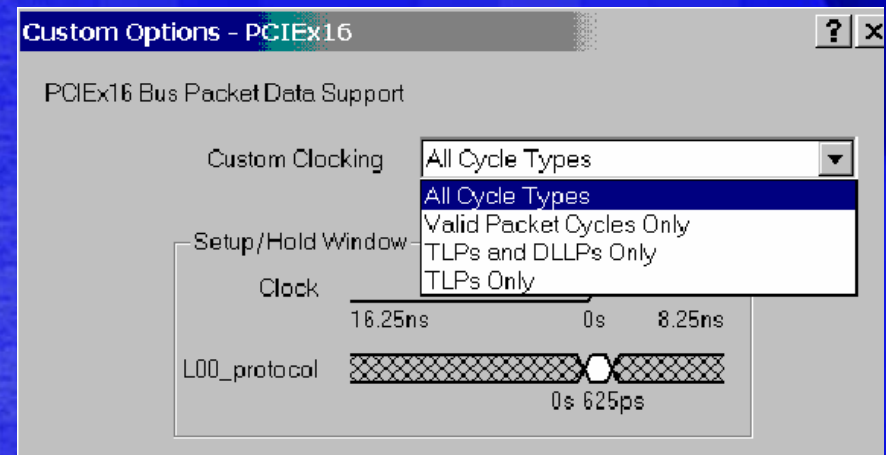 Custom Options - PCIEx16
PCIEx16 Bus Packet Data Support
Custom Clocking All Cycle Types
All Cycle Types
Valid Packet Cycles Only
TLPs and DLLPs Only
TLPs Only
Setup/Hold Window
Clock
16.25ns 0s 8.25ns
L00_protocol
0s 625ps